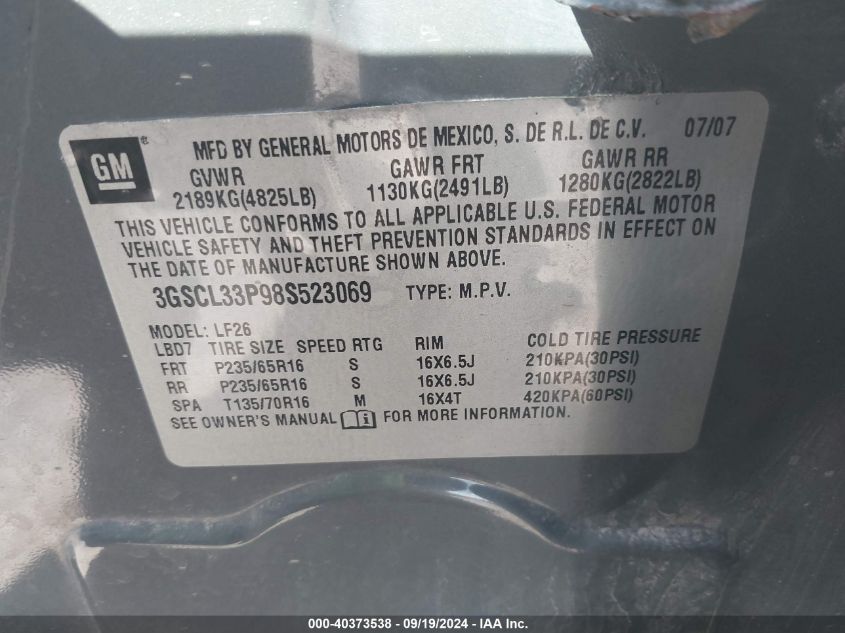 GM ® MFD BY GENERAL MOTORS DE MEXICO, S. DE R.L. DE C.V. 07/07
GVWR GAWR FRT GAWR RR
2189KG(4825LB) 1130KG(2491LB) 1280KG(2822LB)
THIS VEHICLE CONFORMS TO ALL APPLICABLE U.S. FEDERAL MOTOR
VEHICLE SAFETY AND THEFT PREVENTION STANDARDS IN EFFECT ON
THE DATE OF MANUFACTURE SHOWN ABOVE.
3GSCL33P98S523069 TYPE: M.P.V.
MODEL: LF26
LBD7 TIRE SIZE SPEED RTG RIM COLD TIRE PRESSURE
FRT P235/65R16 S 16X6.5J 210KPA(30PSI)
RR P235/65R16 S 16X6.5J 210KPA(30PSI)
SPA T135/70R16 M 16X4T 420KPA(60PSI)
SEE OWNER'S MANUAL i FOR MORE INFORMATION.
000-40373538 - 09/19/2024 - IAA Inc.